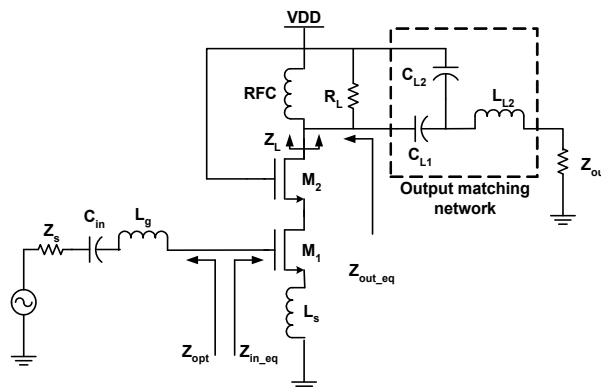 VDD
RFC
R_L
C_L2
L_L2
C_L1
Z_L
Z_ou
M_2
Output matching
network
C_in
L_g
Z_s
M_1
Z_out_eq
L_s
Z_opt
Z_in_eq